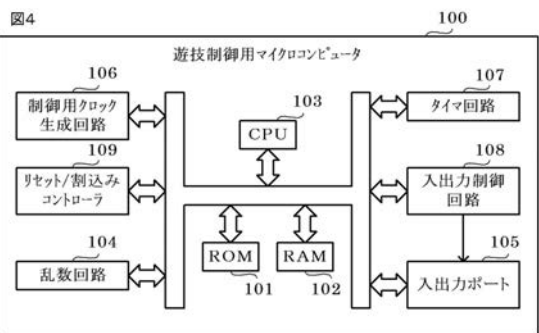 図4
100
遊技制御用マイクロコンピュータ
106
制御用クロック
生成回路
103
CPU
107
タイマ回路
109
リセット/割込み
コントローラ
108
入出力制御
回路
104
乱数回路
ROM
101
RAM
102
105
入出力ポート